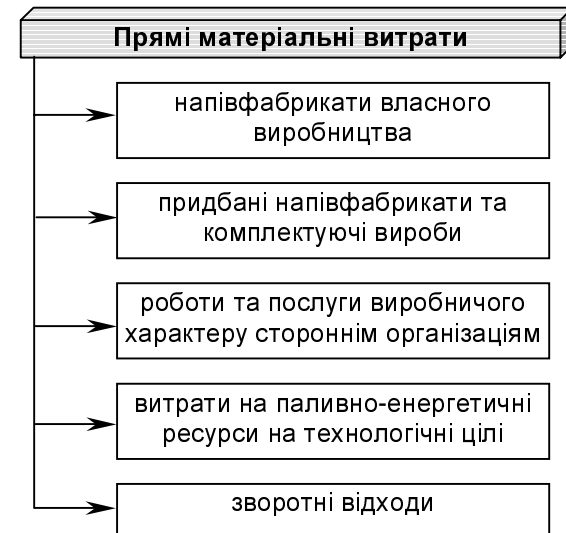 Прямі матеріальні витрати
напівфабрикати власного
виробництва
придбані напівфабрикати та
комплектуючі вироби
роботи та послуги виробничого
характеру стороннім організаціям
витрати на паливно-енергетичні
ресурси на технологічні цілі
зворотні відходи